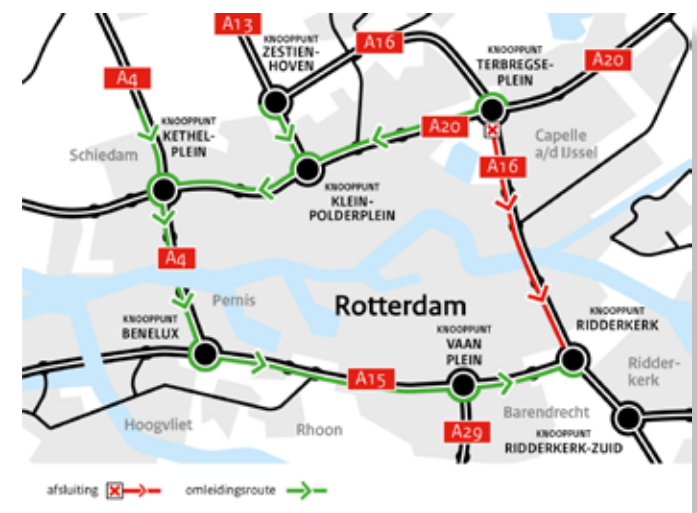 A13
KNOOPPUNT
ZESTIEN-
HOVEN
A16
KNOOPPUNT
TERBREGSE-
PLEIN
A20
A4
KNOOPPUNT
KETHEL-
PLEIN
Schiedam
A20
Capelle
a/d IJssel
A16
KNOOPPUNT
KLEIN-
POLDERPLEIN
A4
Pernis
Rotterdam
KNOOPPUNT
BENELUX
KNOOPPUNT
VAAN
PLEIN
KNOOPPUNT
RIDDERKERK
Ridder-
kerk
A15
Barendrecht
Hoogvliet
Rhoon
A29
KNOOPPUNT
RIDDERKERK-ZUID
afsluiting
omleidingsroute